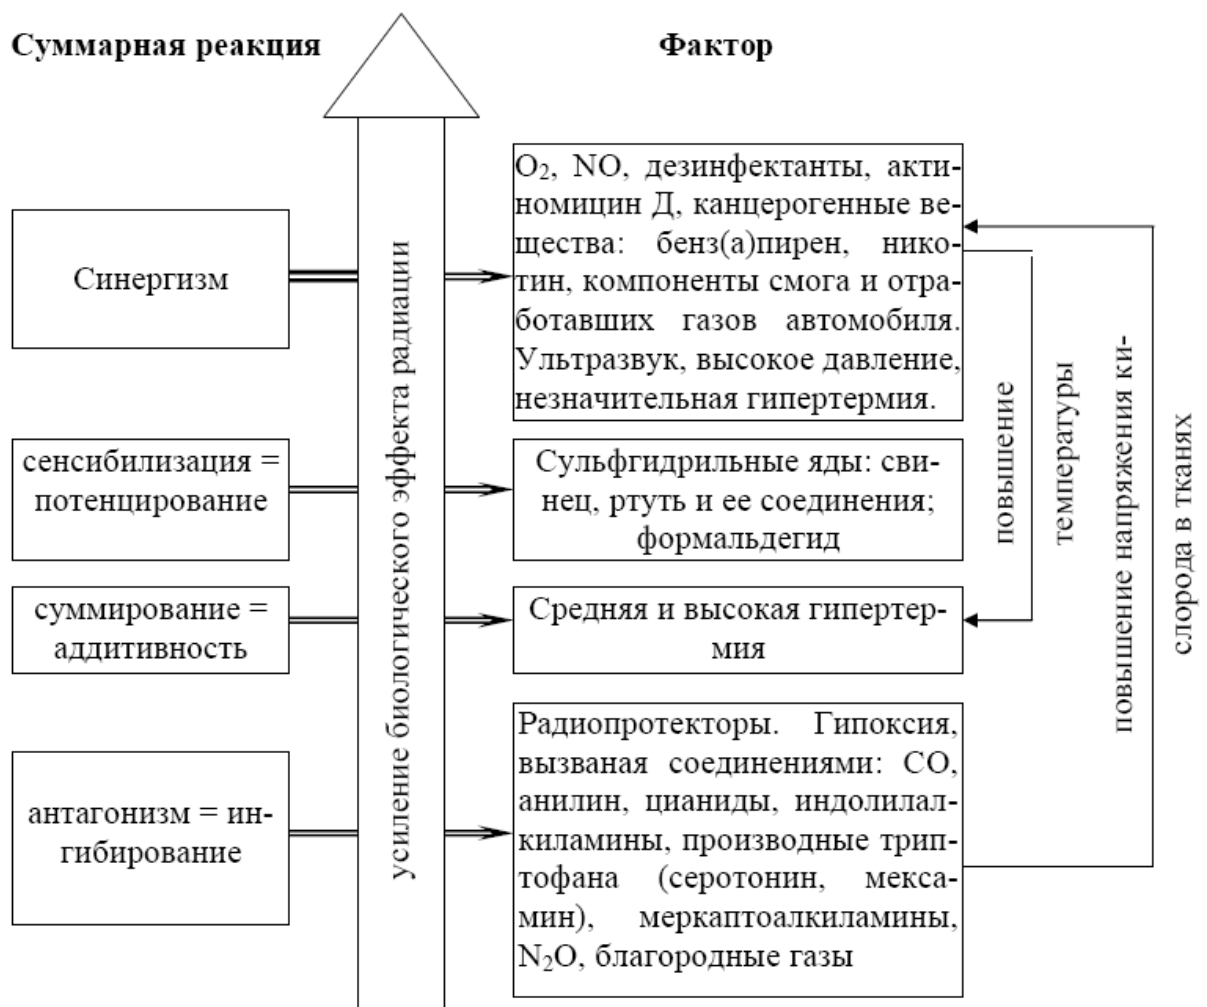 Суммарная реакция
Фактор
Синергизм
O₂, NO, дезинфектанты, акти-
номицин Д, канцерогенные ве-
щества: бенз(а)пирен, нико-
тин, компоненты смога и отра-
ботавших газов автомобиля.
Ультразвук, высокое давление,
незначительная гипертермия.
сенсибилизация =
потенцирование
Сульфгидрильные яды: сви-
нец, ртуть и ее соединения;
формальдегид
суммирование =
аддитивность
Средняя и высокая гипертер-
мия
антагонизм = ин-
гибирование
Радиопротекторы. Гипоксия,
вызваная соединениями: CO,
анилин, цианиды, индолилал-
киламины, производные трип-
тофана (серотонин, мекса-
мин), меркаптоалкиламины,
N₂O, благородные газы
усиление биологического эффекта радиации
повышение
температуры
повышение напряжения ки-
слорода в тканях